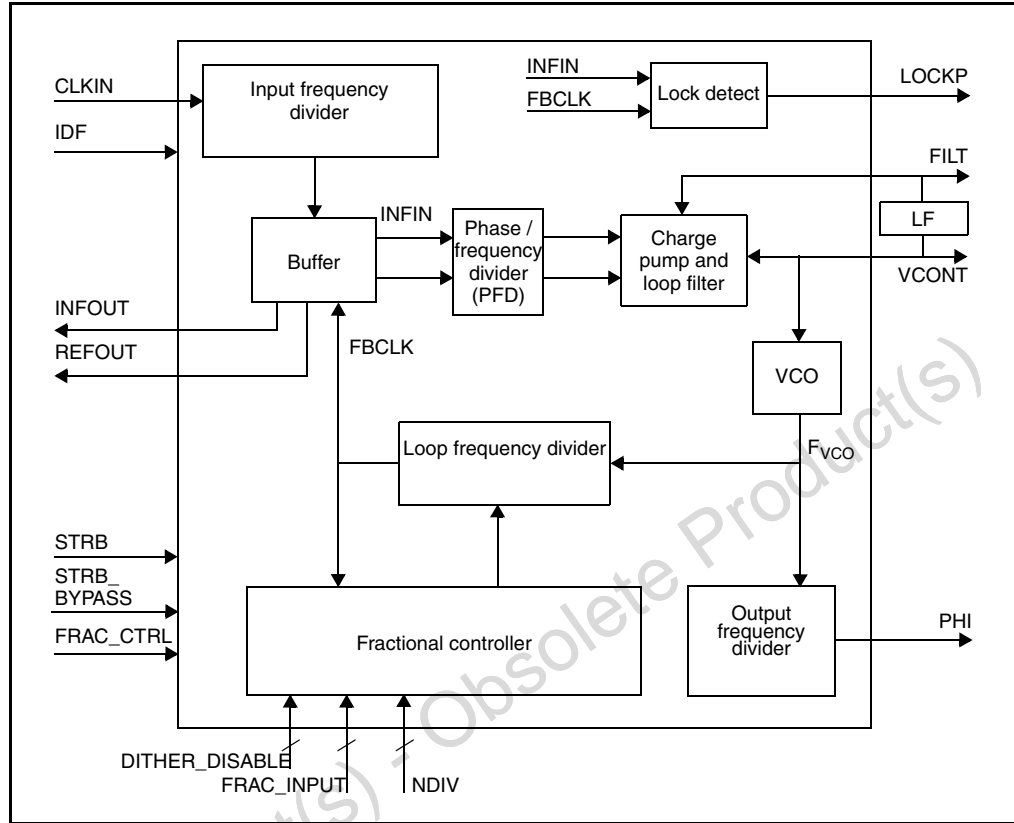 CLKIN
IDF
Input frequency
divider
INFIN
FBCLK
Lock detect
LOCKP
FILT
LF
VCONT
Buffer
INFIN
Phase /
frequency
divider
(PFD)
Charge
pump and
loop filter
INFOUT
REFOUT
FBCLK
VCO
Loop frequency divider
FVCO
STRB
STRB_
BYPASS
FRAC_CTRL
Fractional controller
Output
frequency
divider
PHI
DITHER_DISABLE
FRAC_INPUT
NDIV
t(s) - Obsolete Product(s)